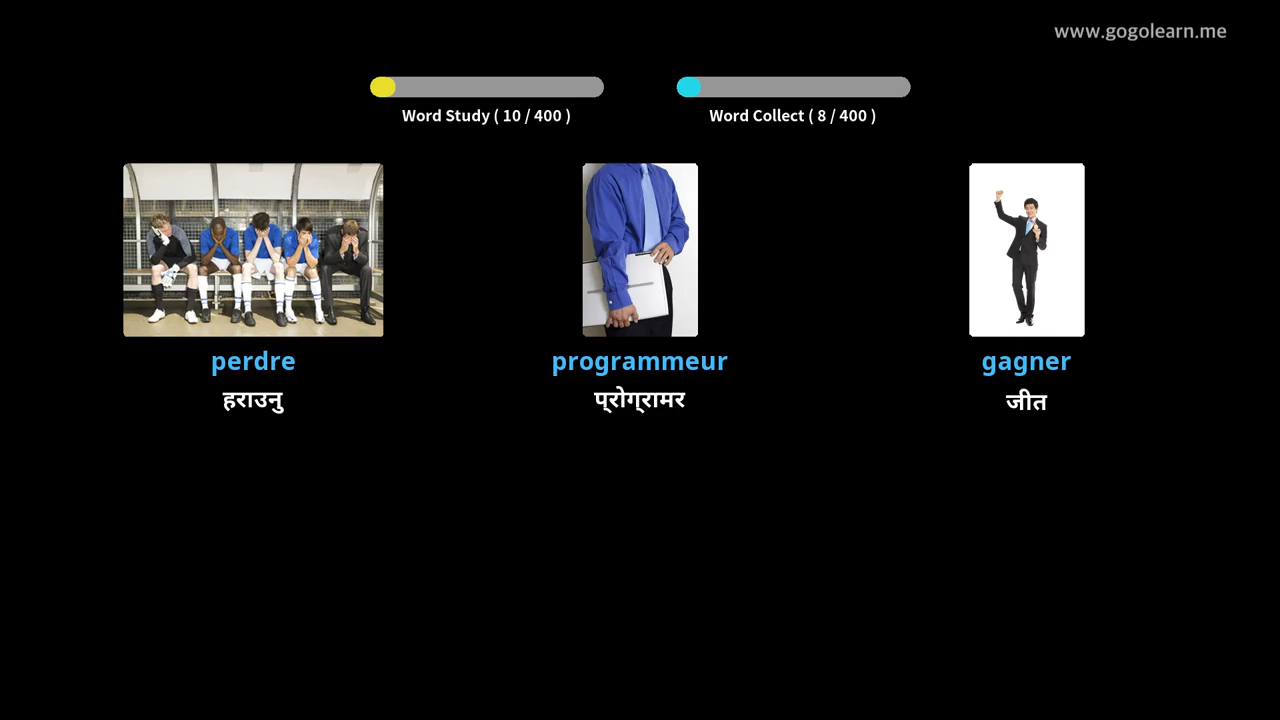 www.gogolearn.me
Word Study ( 10 / 400 )
Word Collect ( 8 / 400 )
perdre
हराउनु
programmeur
प्रोग्रामर
gagner
जीत